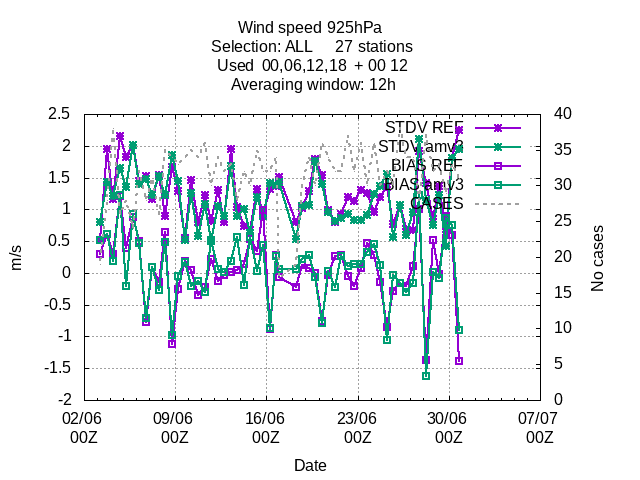 Wind speed 925hPa
Selection: ALL 27 stations
Used 00,06,12,18 + 00 12
Averaging window: 12h
2.5
2
1.5
1
0.5
0
-0.5
-1
-1.5
-2
m/s
40
35
30
25
20
15
10
5
0
No cases
STDV REF
STDV amv3
BIAS REF
BIAS amv3
CASES
02/06 09/06 16/06 23/06 30/06 07/07
00Z 00Z 00Z 00Z 00Z 00Z
Date